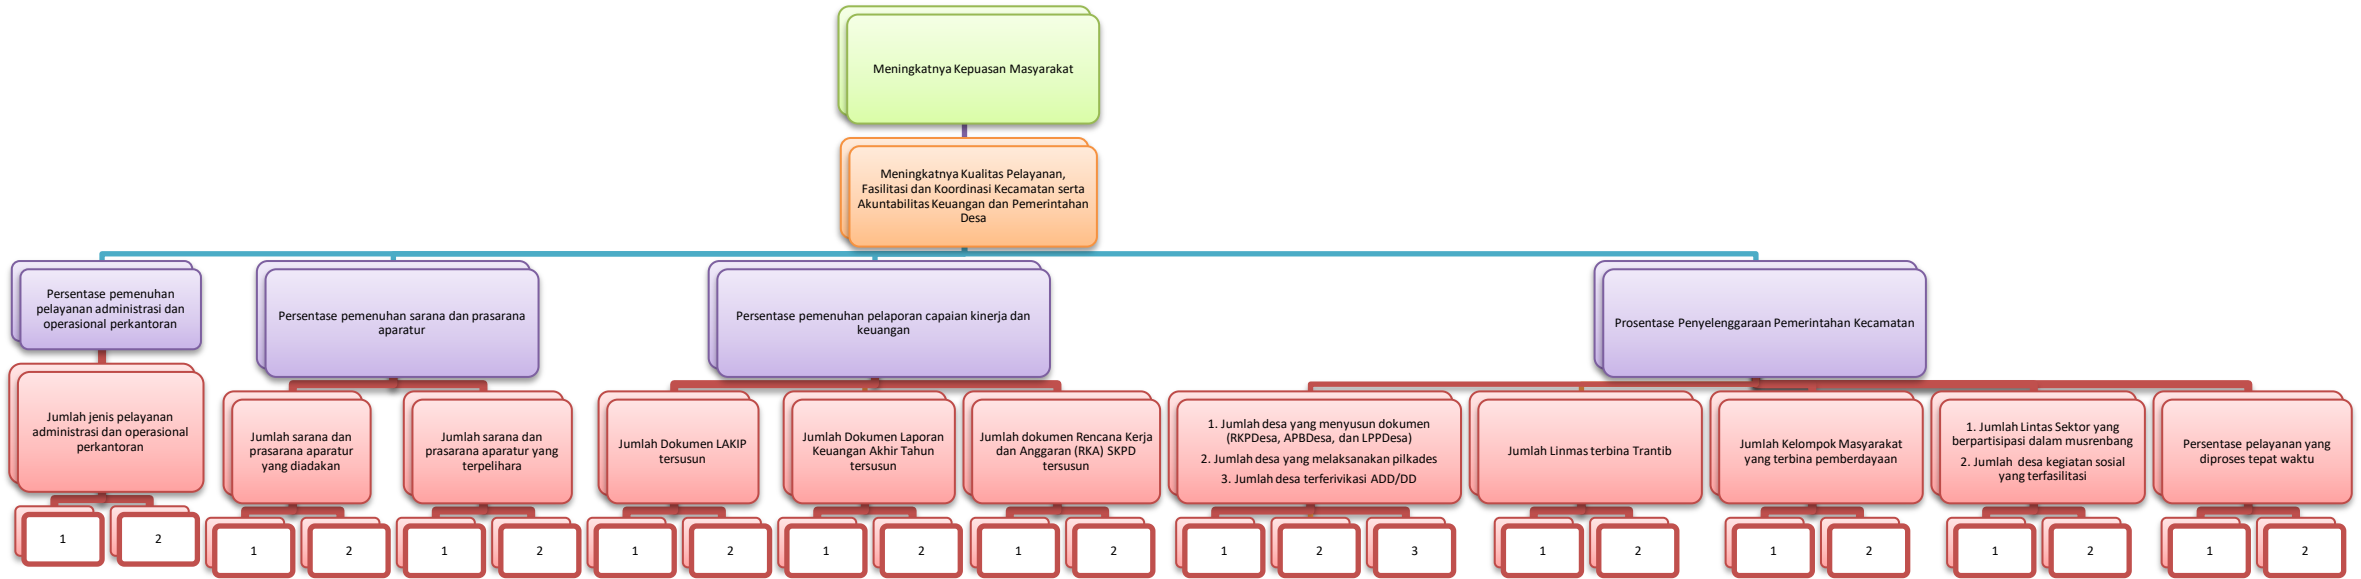 Meningkatnya Kepuasan Masyarakat
Meningkatnya Kualitas Pelayanan,
Fasilitasi dan Koordinasi Kecamatan serta
Akuntabilitas Keuangan dan Pemerintahan
Desa
Persentase pemenuhan
pelayanan administrasi dan
operasional perkantoran
Persentase pemenuhan sarana dan prasarana
aparatur
Persentase pemenuhan pelaporan capaian kinerja dan
keuangan
Prosentase Penyelenggaraan Pemerintahan Kecamatan
Jumlah jenis pelayanan
administrasi dan operasional
perkantoran
Jumlah sarana dan
prasarana aparatur
yang diadakan
Jumlah sarana dan
prasarana aparatur yang
terpelihara
Jumlah Dokumen LAKIP
tersusun
Jumlah Dokumen Laporan
Keuangan Akhir Tahun
tersusun
Jumlah dokumen Rencana Kerja
dan Anggaran (RKA) SKPD
tersusun
1. Jumlah desa yang menyusun dokumen
(RKPDesa, APBDesa, dan LPPDesa)
2. Jumlah desa yang melaksanakan pilkades
3. Jumlah desa terferivikasi ADD/DD
Jumlah Linmas terbina Trantib
Jumlah Kelompok Masyarakat
yang terbina pemberdayaan
1. Jumlah Lintas Sektor yang
berpartisipasi dalam musrenbang
2. Jumlah desa kegiatan sosial
yang terfasilitasi
Persentase pelayanan yang
diproses tepat waktu
1
2
1
2
1
2
1
2
1
2
1
2
1
2
3
1
2
1
2
1
2
1
2